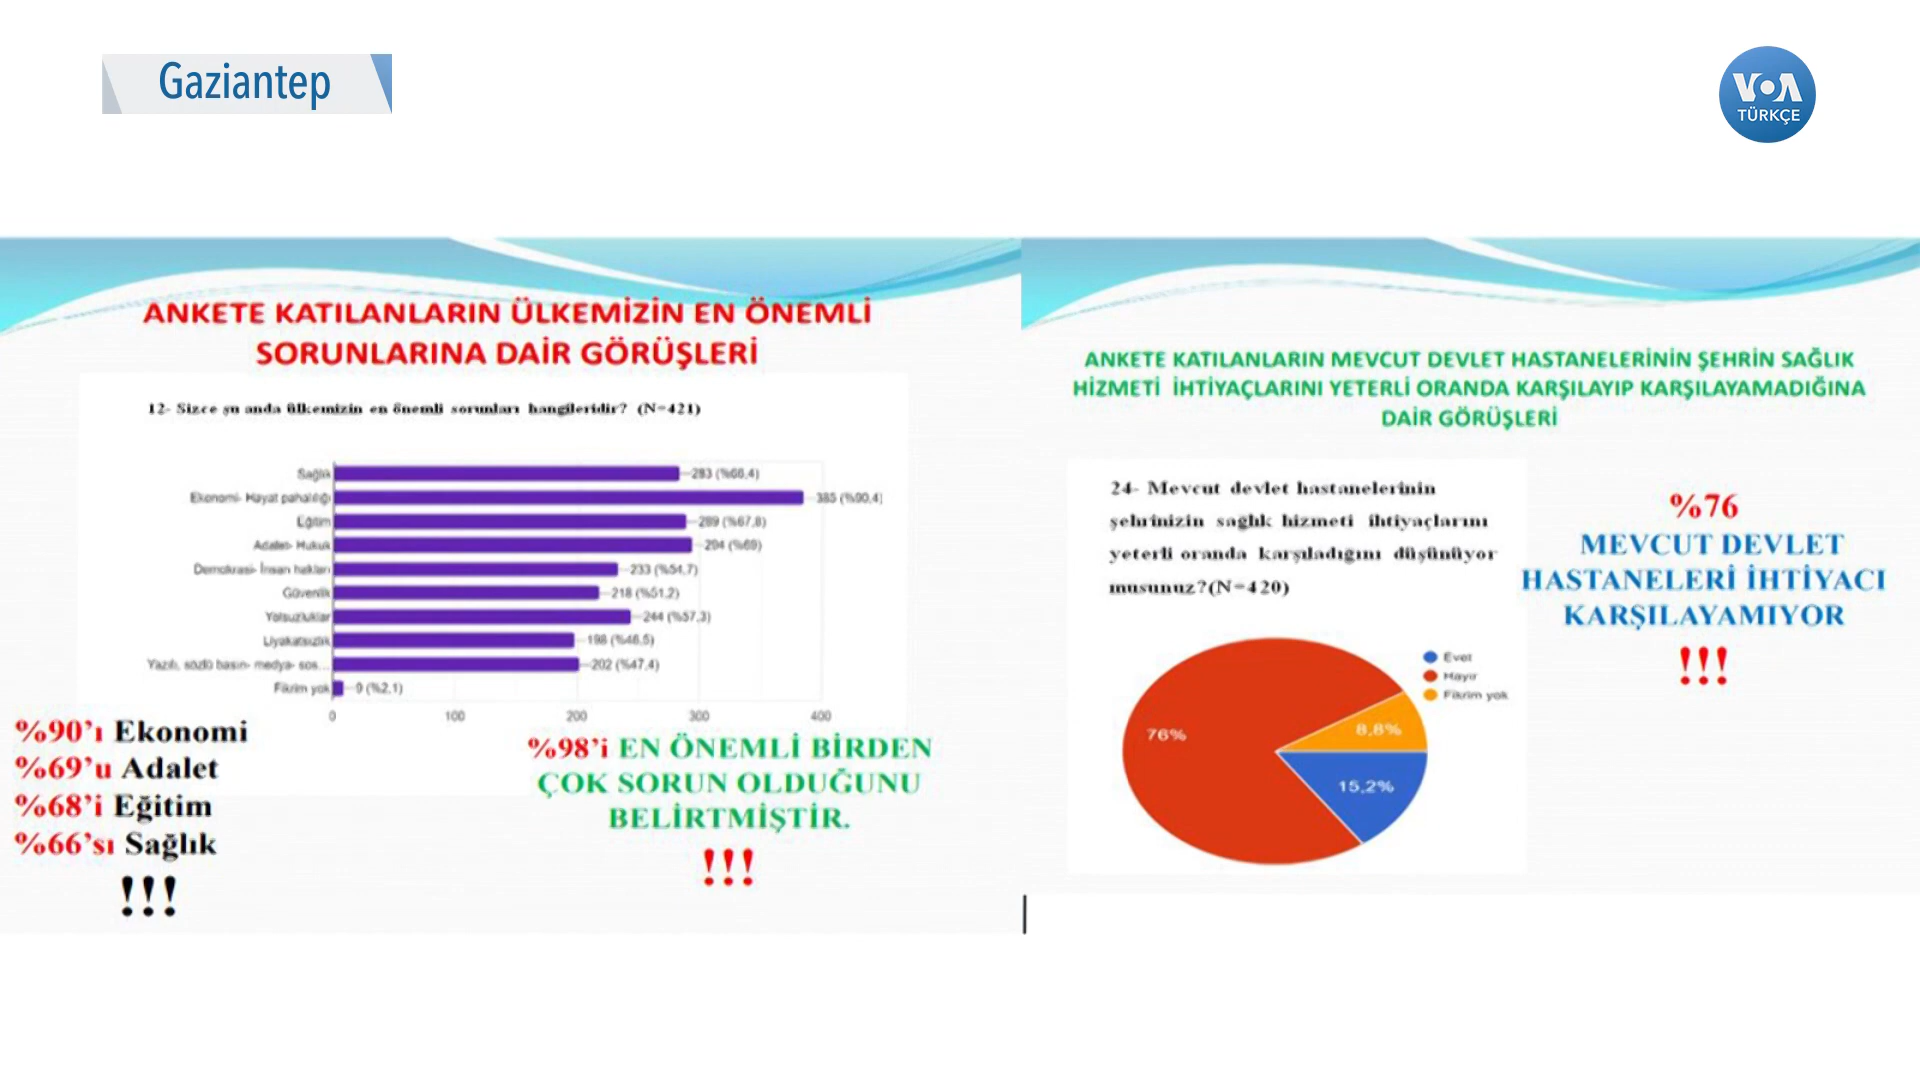 Gaziantep
VOA
TÜRKÇE
ANKETE KATILANLARIN ÜLKEMİZİN EN ÖNEMLİ
SORUNLARINA DAİR GÖRÜŞLERİ
12- Sizce şu anda ülkemizin en önemli sorunları hangileridir? (N=421)
Sağlık
283 (%66,4)
Ekonomi- Hayat pahalılığı
385 (%90,4)
Eğitim
289 (%67,8)
Adalet- Hukuk
294 (%69)
Demokrasi- İnsan hakları
233 (%54,7)
Güvenlik
218 (%51,2)
Yolsuzluklar
244 (%57,3)
Liyakatsızlık
198 (%46,5)
Yazılı, sözlü basın- medya- sos...
202 (%47,4)
Fikrim yok
9 (%2,1)
0 100 200 300 400
%90’ı Ekonomi
%69’u Adalet
%68’i Eğitim
%66’sı Sağlık
!!!
%98’i EN ÖNEMLİ BİRDEN
ÇOK SORUN OLDUĞUNU
BELİRTMİŞTİR.
!!!
ANKETE KATILANLARIN MEVCUT DEVLET HASTANELERİNİN ŞEHRİN SAĞLIK
HİZMETİ İHTİYAÇLARINI YETERLİ ORANDA KARŞILAYIP KARŞILAYAMADIĞINA
DAİR GÖRÜŞLERİ
24- Mevcut devlet hastanelerinin
şehrinizin sağlık hizmeti ihtiyaçlarını
yeterli oranda karşıladığını düşünüyor
musunuz?(N=420)
Evet
Hayır
Fikrim yok
76%
8,8%
15,2%
%76
MEVCUT DEVLET
HASTANELERİ İHTİYACI
KARŞILAYAMIYOR
!!!